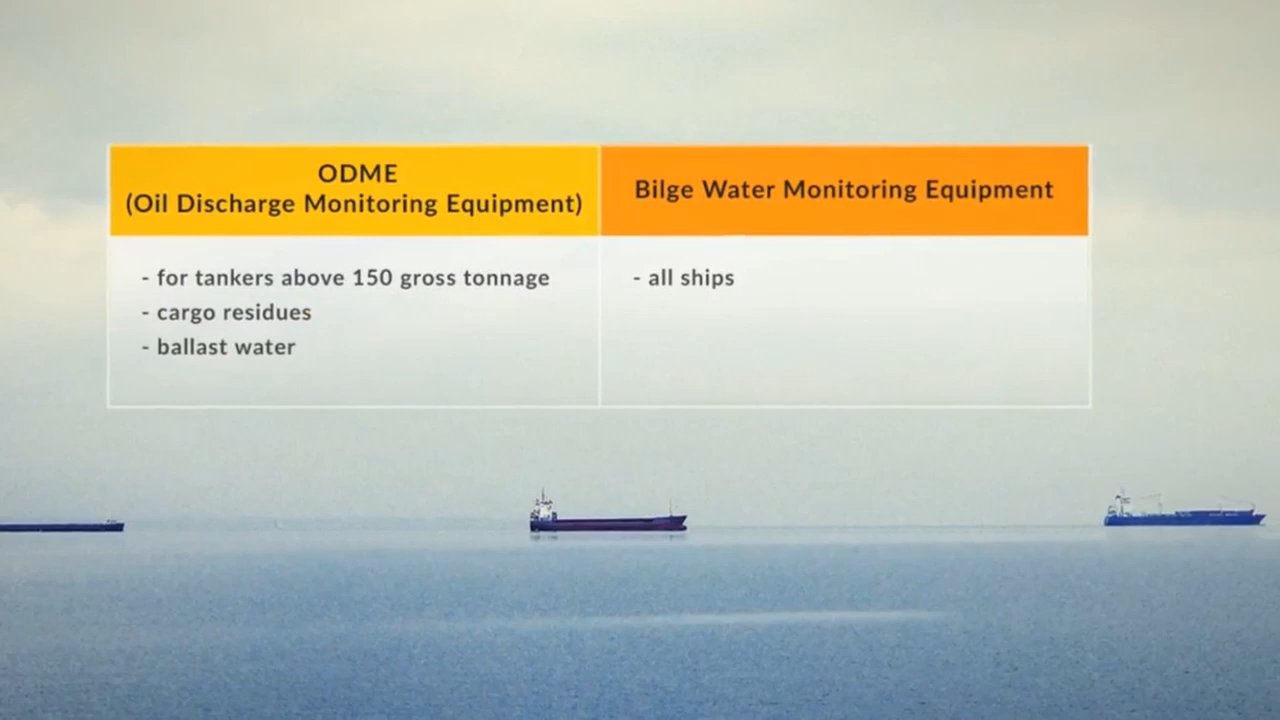 ODME
(Oil Discharge Monitoring Equipment)
- for tankers above 150 gross tonnage
- cargo residues
- ballast water
Bilge Water Monitoring Equipment
- all ships